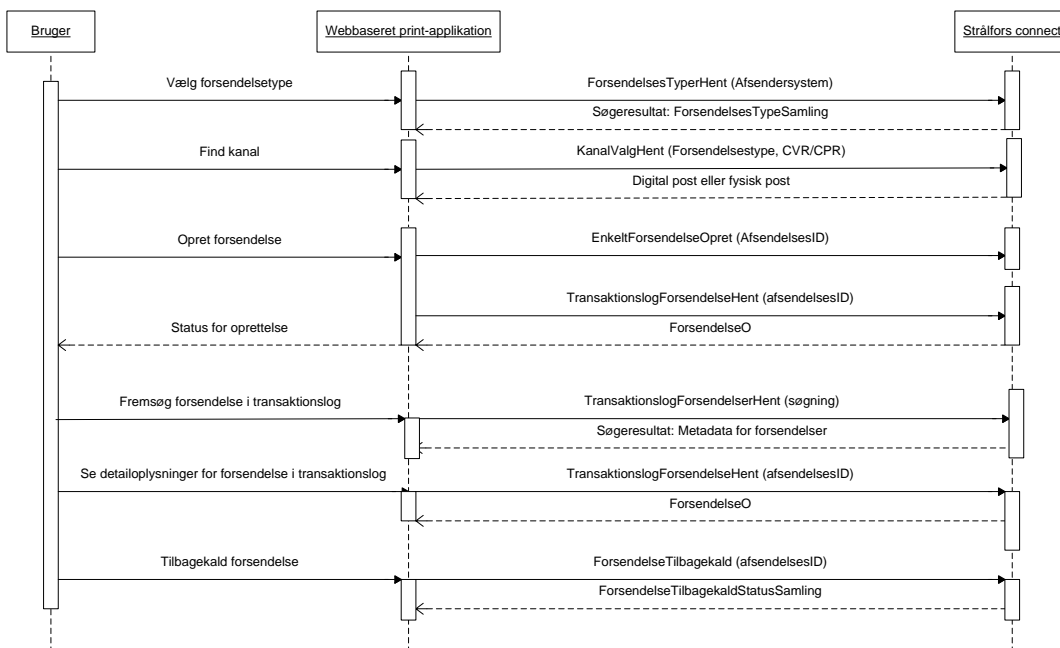 Bruger
Webbaseret print-applikation
Strålfors connect
Vælg forsendelsetype
ForsendelsesTyperHent (Afsendersystem)
Søgeresultat: ForsendelsesTypeSamling
Find kanal
KanalValgHent (Forsendelsestype, CVR/CPR)
Digital post eller fysisk post
Opret forsendelse
EnkeltForsendelseOpret (AfsendelsesID)
TransaktionslogForsendelseHent (afsendelsesID)
Status for oprettelse
ForsendelseO
Fremsøg forsendelse i transaktionslog
TransaktionslogForsendelserHent (søgning)
Søgeresultat: Metadata for forsendelser
Se detailoplysninger for forsendelse i transaktionslog
TransaktionslogForsendelseHent (afsendelsesID)
ForsendelseO
Tilbagekald forsendelse
ForsendelseTilbagekald (afsendelsesID)
ForsendelseTilbagekaldStatusSamling